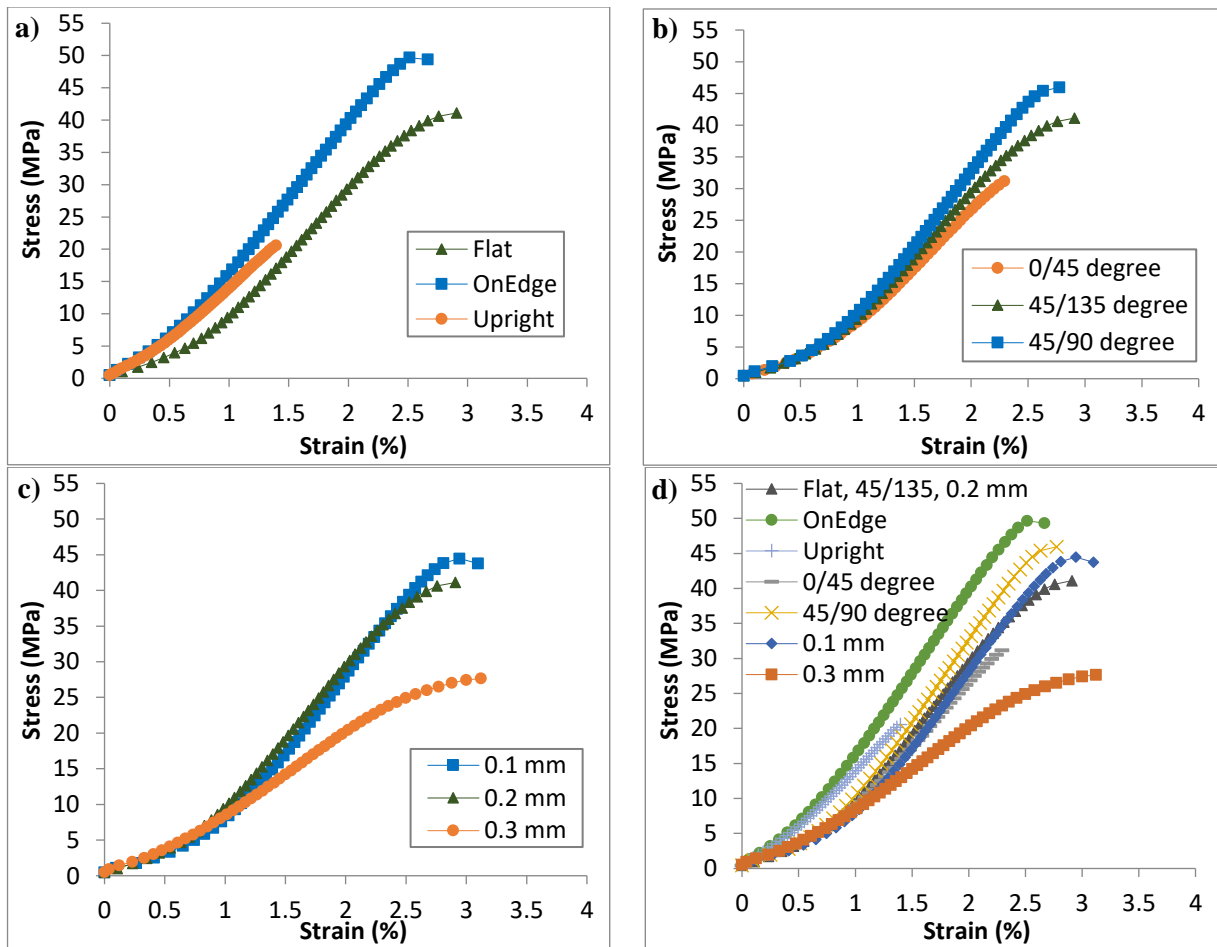 a)
55
50
45
40
35
30
25
20
15
10
5
0
Stress (MPa)
Flat
OnEdge
Upright
0 0.5 1 1.5 2 2.5 3 3.5 4
Strain (%)
b)
55
50
45
40
35
30
25
20
15
10
5
0
Stress (MPa)
0/45 degree
45/135 degree
45/90 degree
0 0.5 1 1.5 2 2.5 3 3.5 4
Strain (%)
c)
55
50
45
40
35
30
25
20
15
10
5
0
Stress (MPa)
0.1 mm
0.2 mm
0.3 mm
0 0.5 1 1.5 2 2.5 3 3.5 4
Strain (%)
d)
55
50
45
40
35
30
25
20
15
10
5
0
Stress (MPa)
Flat, 45/135, 0.2 mm
OnEdge
Upright
0/45 degree
45/90 degree
0.1 mm
0.3 mm
0 0.5 1 1.5 2 2.5 3 3.5 4
Strain (%)